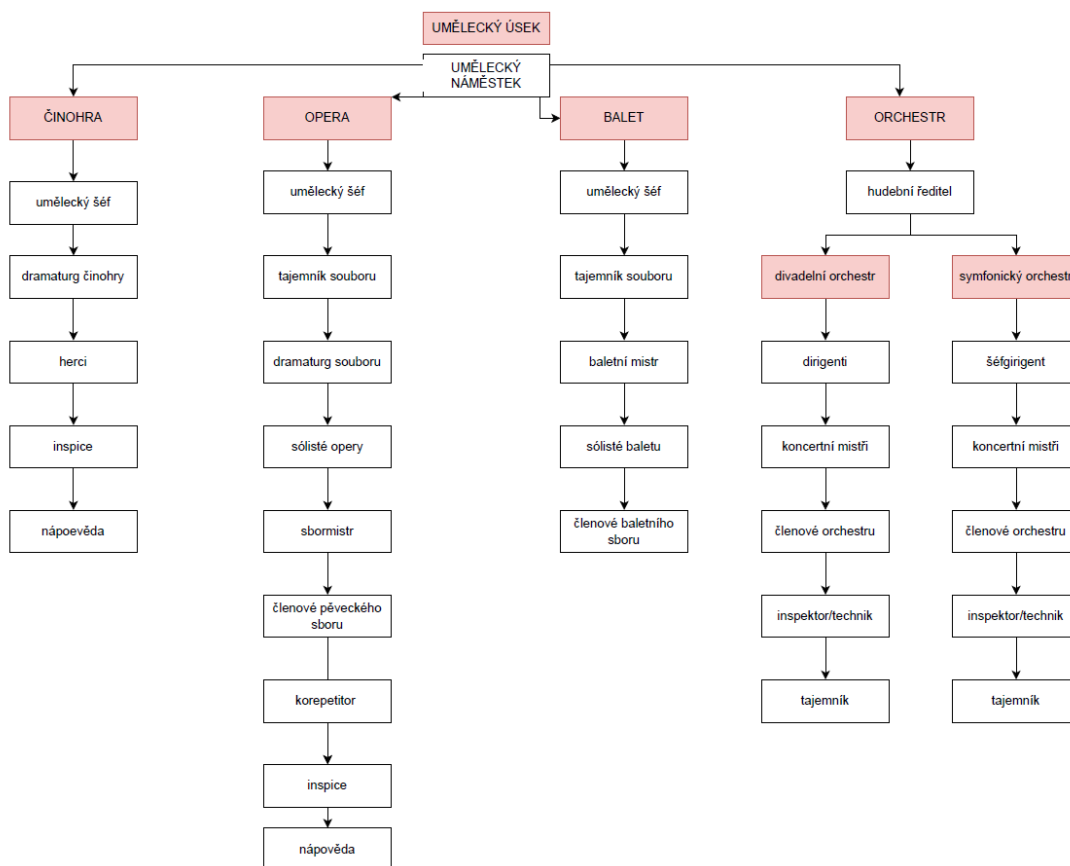 UMĚLECKÝ ÚSEK
UMĚLECKÝ
NÁMĚSTEK
ČINOHRA
OPERA
BALET
ORCHESTR
umělecký šéf
umělecký šéf
umělecký šéf
hudební ředitel
dramaturg činohry
tajemník souboru
tajemník souboru
divadelní orchestr
symfonický orchestr
herci
dramaturg souboru
baletní mistr
dirigenti
šéfgirigent
inspice
sólisté opery
sólisté baletu
koncertní mistři
koncertní mistři
nápoevěda
sbormistr
členové baletního
sboru
členové orchestru
členové orchestru
členové pěveckého
sboru
inspektor/technik
inspektor/technik
korepetitor
tajemník
tajemník
inspice
nápověda